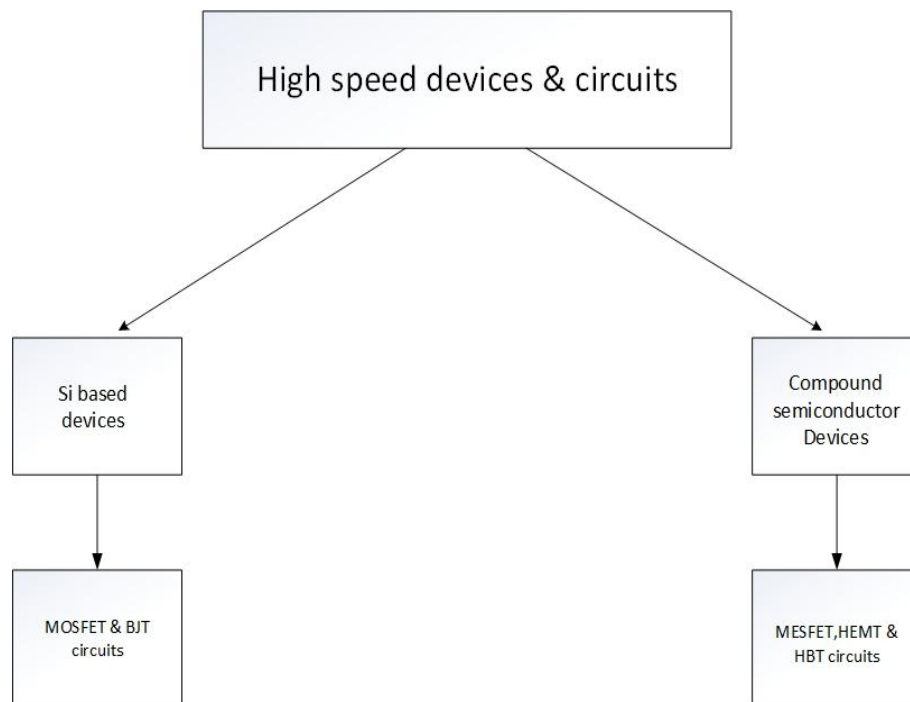 High speed devices & circuits
Si based
devices
Compound
semiconductor
Devices
MOSFET & BJT
circuits
MESFET,HEMT &
HBT circuits